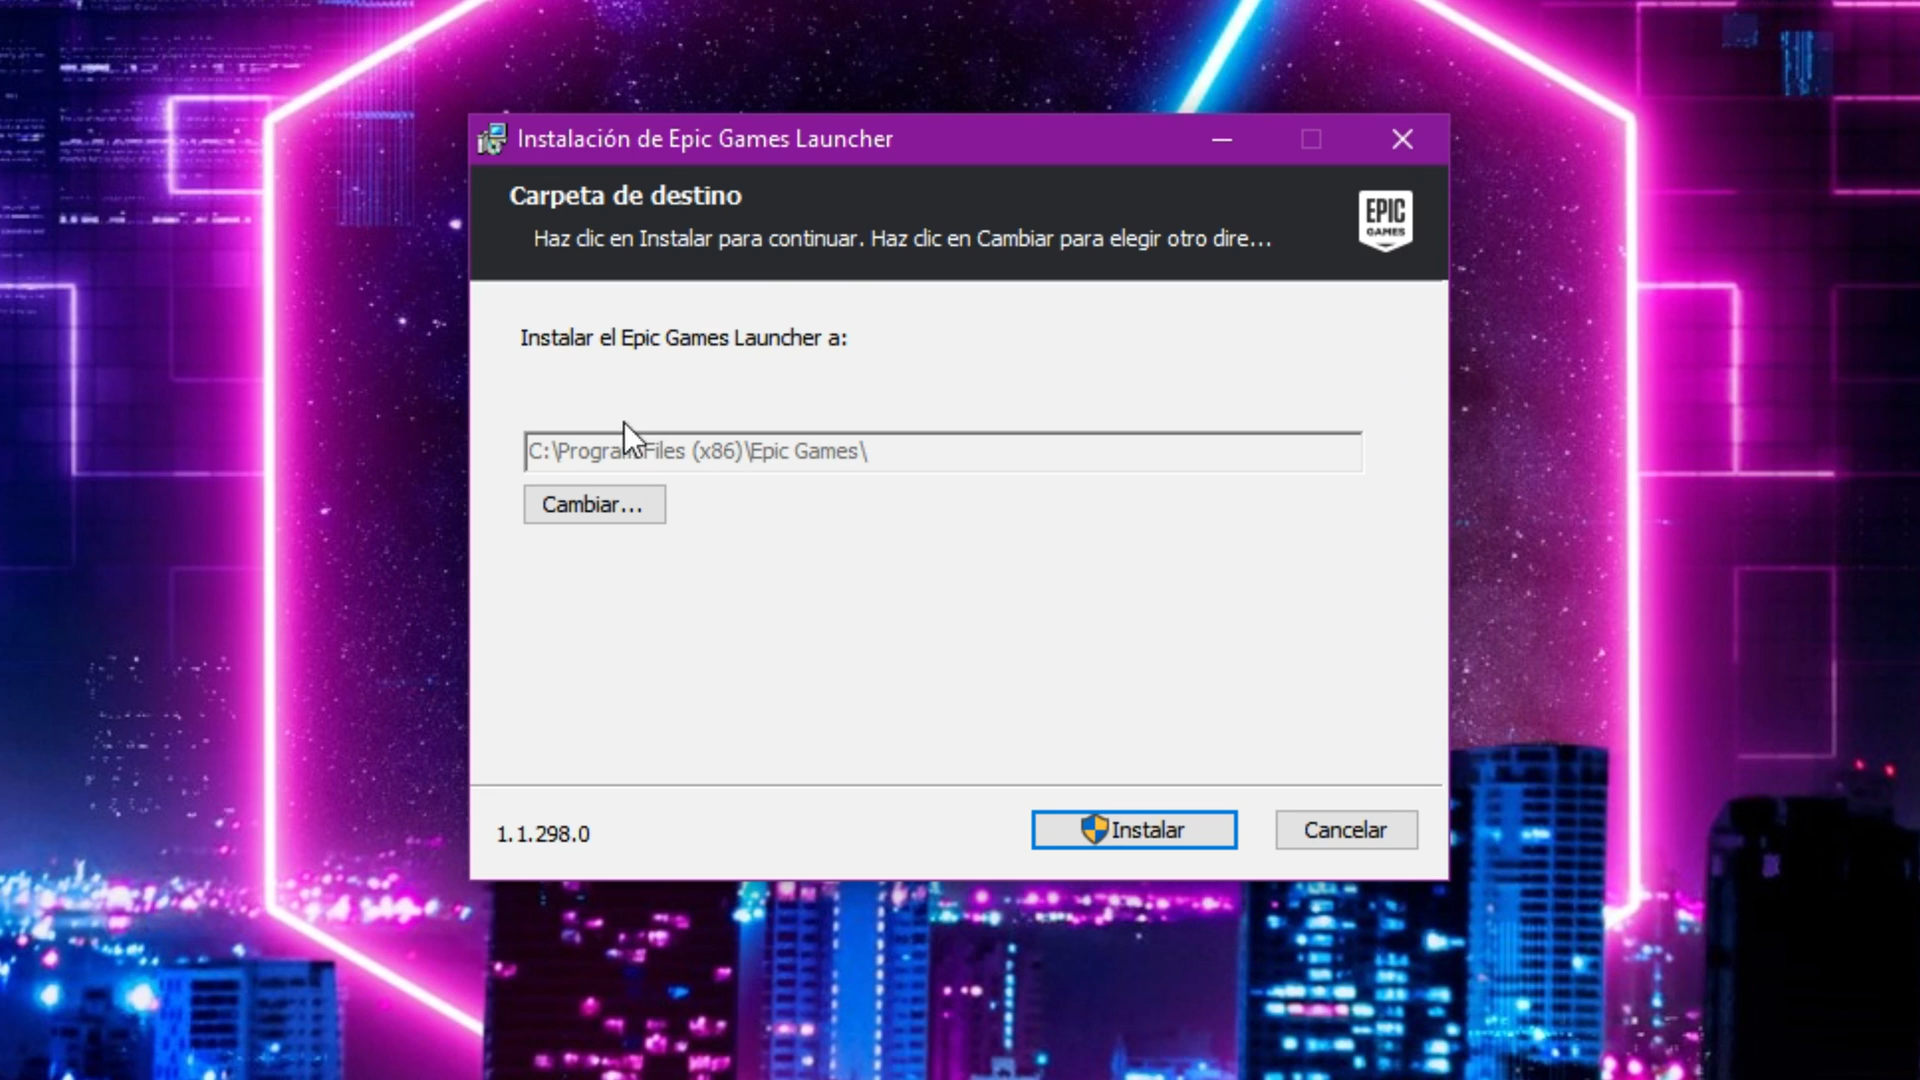 Instalación de Epic Games Launcher
Carpeta de destino
Haz clic en Instalar para continuar. Haz clic en Cambiar para elegir otro dire...
EPIC
GAMES
Instalar el Epic Games Launcher a:
C:\Program Files (x86)\Epic Games\
Cambiar...
1.1.298.0
Instalar
Cancelar